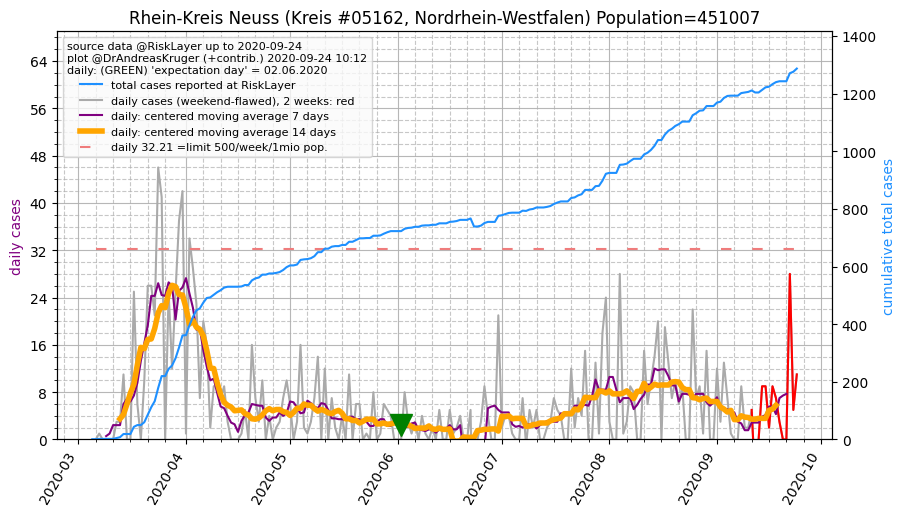 Rhein-Kreis Neuss (Kreis #05162, Nordrhein-Westfalen) Population=451007
source data @RiskLayer up to 2020-09-24
plot @DrAndreasKruger (+contrib.) 2020-09-24 10:12
daily: (GREEN) 'expectation day' = 02.06.2020
total cases reported at RiskLayer
daily cases (weekend-flawed), 2 weeks: red
daily: centered moving average 7 days
daily: centered moving average 14 days
daily 32.21 =limit 500/week/1mio pop.
daily cases
64
56
48
40
32
24
16
8
0
cumulative total cases
1400
1200
1000
800
600
400
200
0
2020-03
2020-04
2020-05
2020-06
2020-07
2020-08
2020-09
2020-10